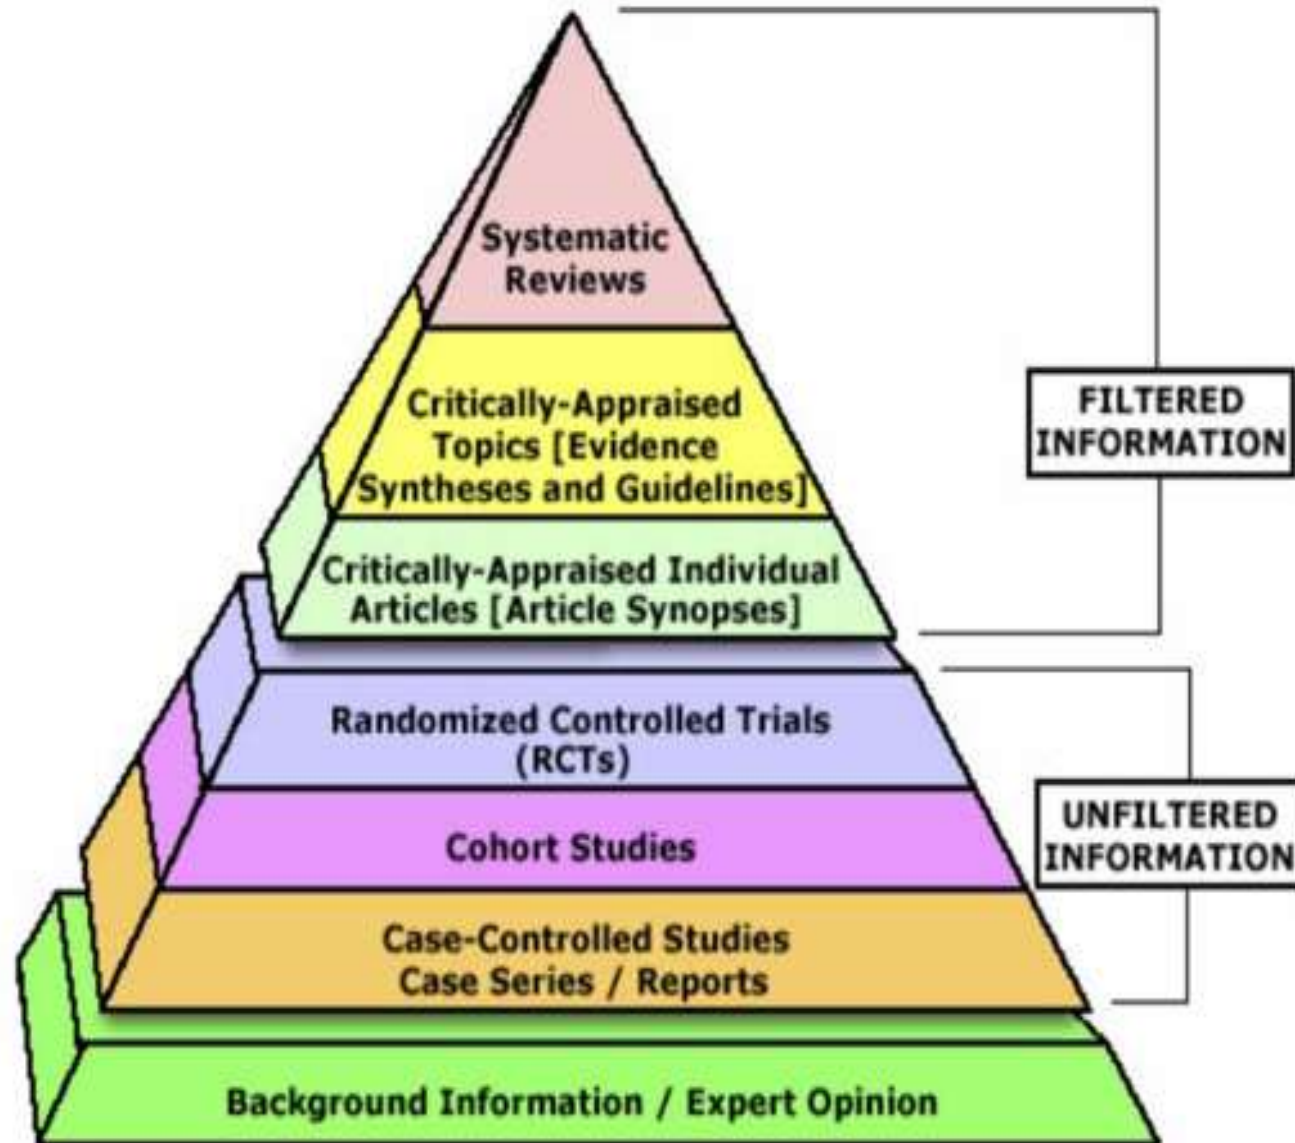 Systematic
Reviews
Critically-Appraised
Topics [Evidence
Syntheses and Guidelines]
Critically-Appraised Individual
Articles [Article Synopses]
FILTERED
INFORMATION
Randomized Controlled Trials
(RCTs)
Cohort Studies
Case-Controlled Studies
Case Series / Reports
UNFILTERED
INFORMATION
Background Information / Expert Opinion